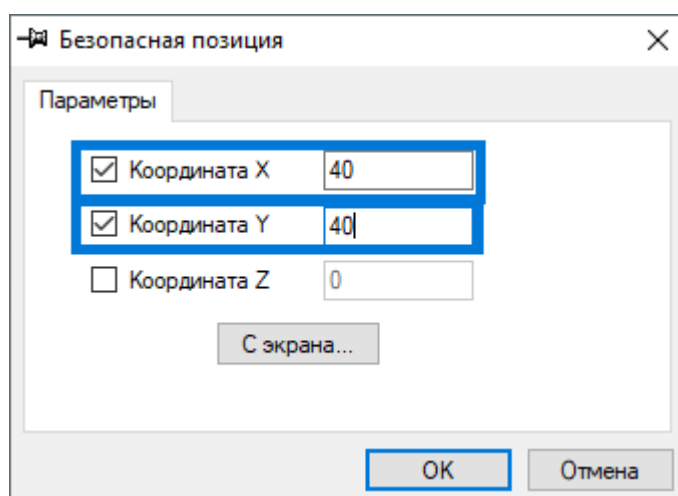 Безопасная позиция
Параметры
Координата X 40
Координата Y 40
Координата Z 0
С экрана...
OK Отмена